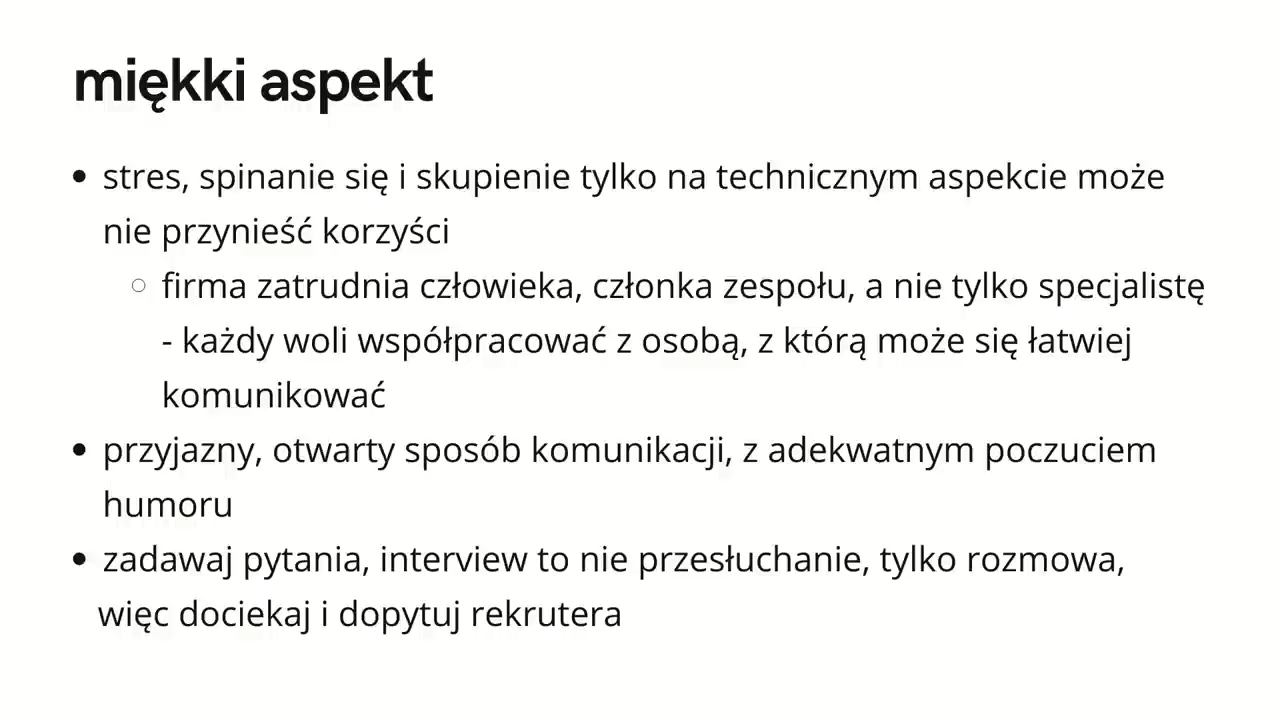 miękki aspekt
• stres, spinanie się i skupienie tylko na technicznym aspekcie może
nie przynieść korzyści
○ firma zatrudnia człowieka, członka zespołu, a nie tylko specjalistę
- każdy woli współpracować z osobą, z którą może się łatwiej
komunikować
• przyjazny, otwarty sposób komunikacji, z adekwatnym poczuciem
humoru
• zadawaj pytania, interview to nie przesłuchanie, tylko rozmowa,
więc dociekaj i dopytuj rekrutera